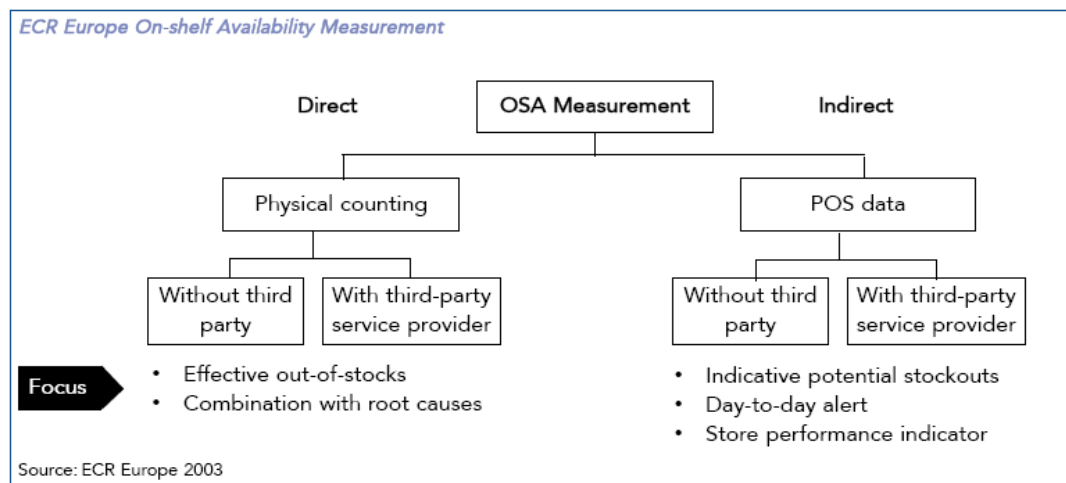 ECR Europe On-shelf Availability Measurement
Direct
OSA Measurement
Indirect
Physical counting
POS data
Without third
party
With third-party
service provider
Without third
party
With third-party
service provider
Focus
• Effective out-of-stocks
• Combination with root causes
• Indicative potential stockouts
• Day-to-day alert
• Store performance indicator
Source: ECR Europe 2003